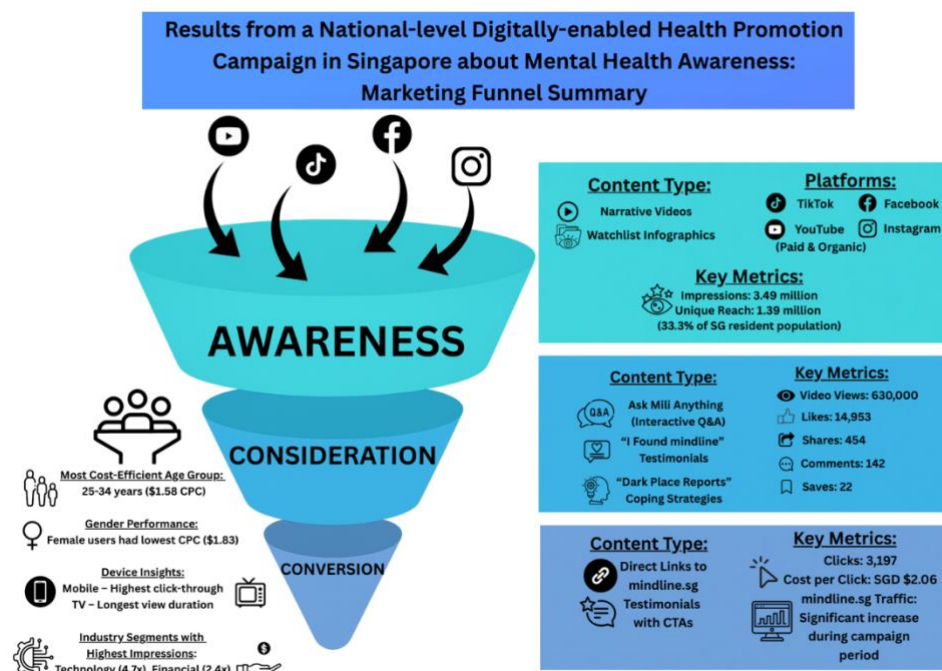 Results from a National-level Digitally-enabled Health Promotion
Campaign in Singapore about Mental Health Awareness:
Marketing Funnel Summary
AWARENESS
CONSIDERATION
CONVERSION
Content Type:
Narrative Videos
Watchlist Infographics
Platforms:
TikTok
Facebook
YouTube
Instagram
(Paid & Organic)
Key Metrics:
Impressions: 3.49 million
Unique Reach: 1.39 million
(33.3% of SG resident population)
Content Type:
Q&A
Ask Mili Anything
(Interactive Q&A)
"I Found mindline"
Testimonials
"Dark Place Reports"
Coping Strategies
Key Metrics:
Video Views: 630,000
Likes: 14,953
Shares: 454
Comments: 142
Saves: 22
Content Type:
Direct Links to
mindline.sg
Testimonials
with CTAs
Key Metrics:
Clicks: 3,197
Cost per Click: SGD $2.06
mindline.sg Traffic:
Significant increase
during campaign
period
Most Cost-Efficient Age Group:
25-34 years ($1.58 CPC)
Gender Performance:
Female users had lowest CPC ($1.83)
Device Insights:
Mobile – Highest click-through
TV – Longest view duration
Industry Segments with
Highest Impressions:
Technology (4.7x), Financial (2.4x)
$